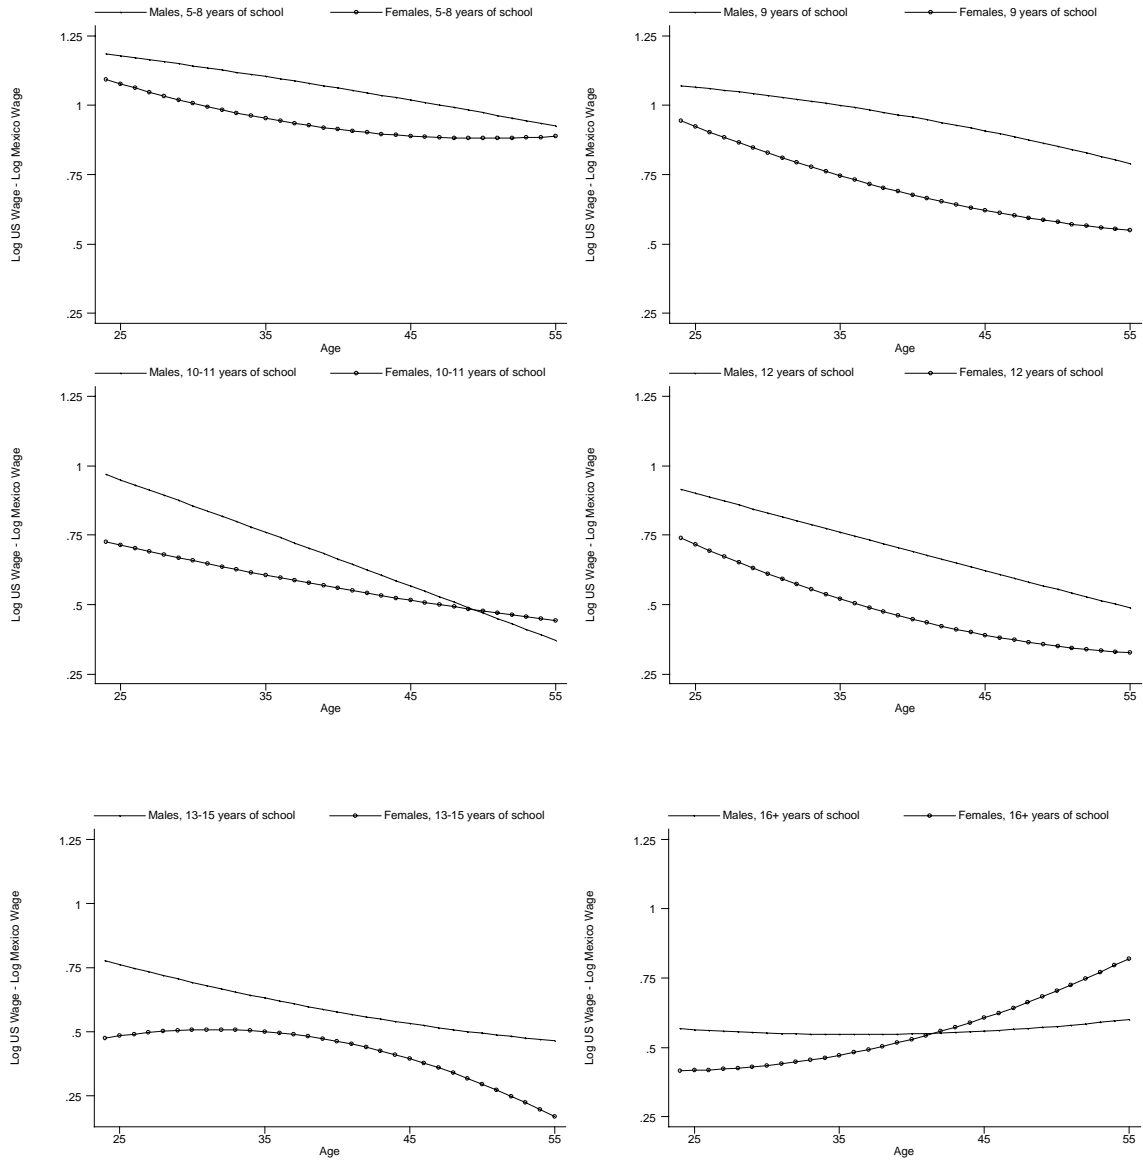 Males, 5-8 years of school Females, 5-8 years of school
Log US Wage - Log Mexico Wage
1.25
1
.75
.5
.25
25 35 45 55
Age
Males, 9 years of school Females, 9 years of school
Log US Wage - Log Mexico Wage
1.25
1
.75
.5
.25
25 35 45 55
Age
Males, 10-11 years of school Females, 10-11 years of school
Log US Wage - Log Mexico Wage
1.25
1
.75
.5
.25
25 35 45 55
Age
Males, 12 years of school Females, 12 years of school
Log US Wage - Log Mexico Wage
1.25
1
.75
.5
.25
25 35 45 55
Age
Males, 13-15 years of school Females, 13-15 years of school
Log US Wage - Log Mexico Wage
1.25
1
.75
.5
.25
25 35 45 55
Age
Males, 16+ years of school Females, 16+ years of school
Log US Wage - Log Mexico Wage
1.25
1
.75
.5
.25
25 35 45 55
Age